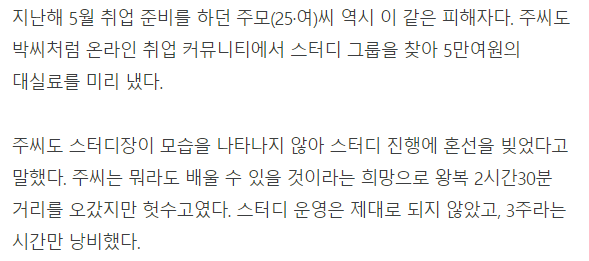 지난해 5월 취업 준비를 하던 주모(25·여)씨 역시 이 같은 피해자다. 주씨도
박씨처럼 온라인 취업 커뮤니티에서 스터디 그룹을 찾아 5만여원의
대실료를 미리 냈다.
주씨도 스터디장이 모습을 나타나지 않아 스터디 진행에 혼선을 빚었다고
말했다. 주씨는 뭐라도 배울 수 있을 것이라는 희망으로 왕복 2시간30분
거리를 오갔지만 헛수고였다. 스터디 운영은 제대로 되지 않았고, 3주라는
시간만 낭비했다.